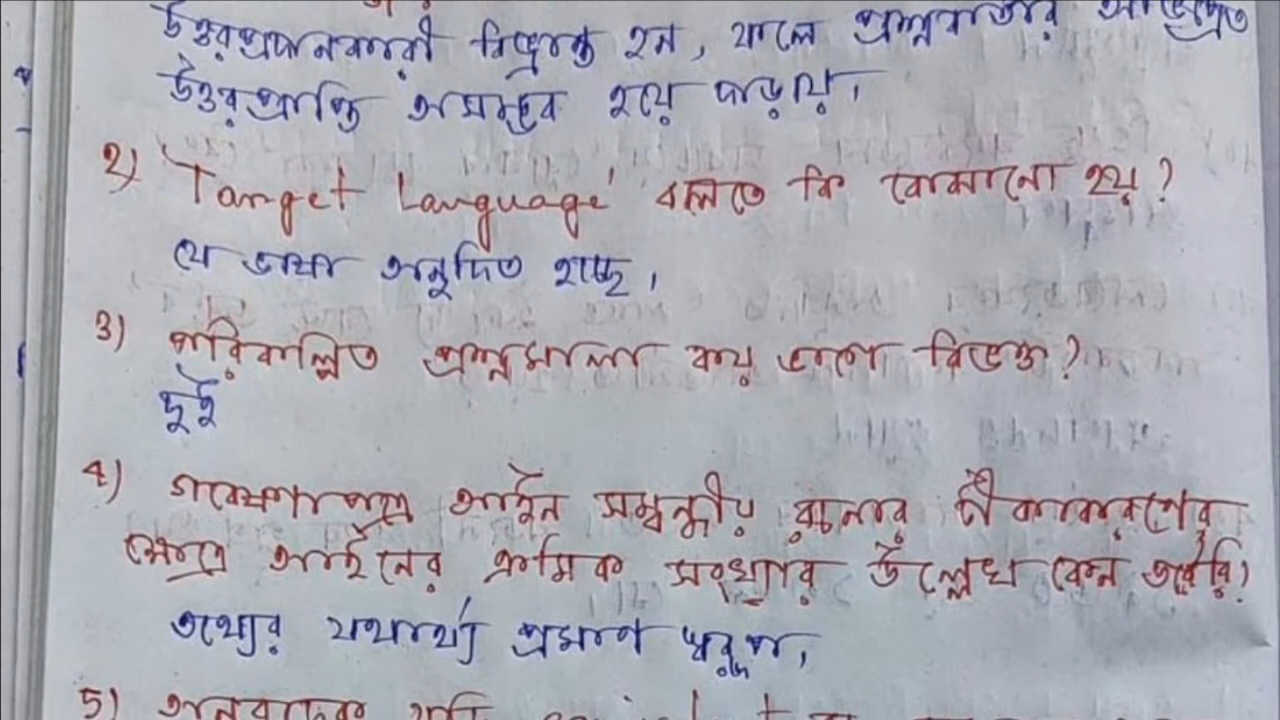 উত্তরপ্রদানকারী বিভ্রান্ত হন, ফলে প্রশ্নকর্তার অভিপ্রেত
উত্তরপ্রাপ্তি অসম্ভব হয়ে দাড়ায়।
2) 'Target Language' বলতে কি বোঝানো হয়?
যে ভাষা অনুদিত হচ্ছে।
3) পরিকল্পিত প্রশ্নমালা কয় ভাগে বিভক্ত?
দুই
4) গবেষণাপত্রে আইন সম্বন্ধীয় রচনার টীকাকরণের
ক্ষেত্রে আইনের ক্রমিক সংখ্যার উল্লেখ কেন জরুরি?
তথ্যের যথার্থ্য প্রমাণ স্বরূপ।
5)